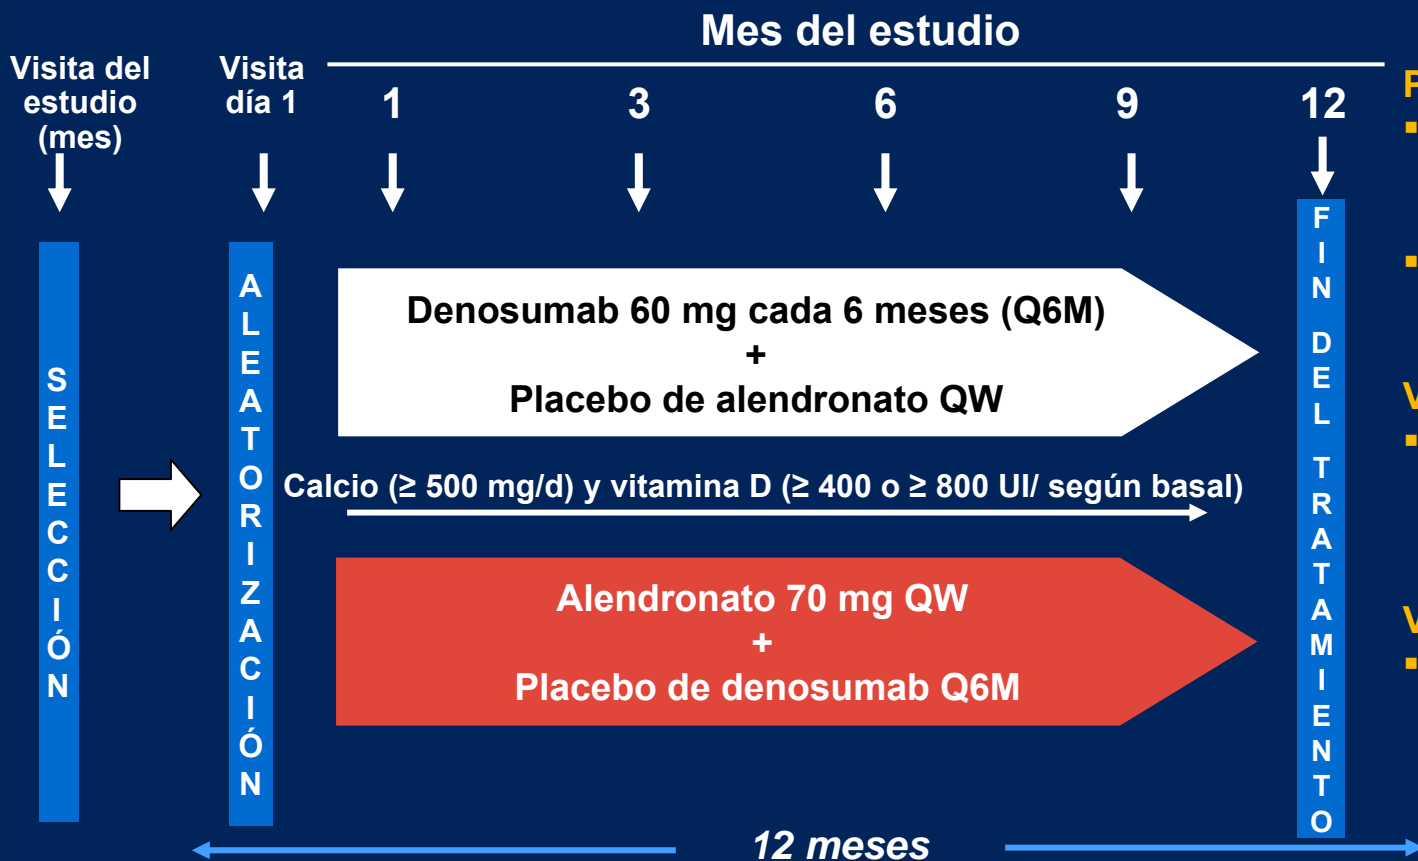 Mes del estudio
Visita del
estudio
(mes)
Visita
día 1
1
3
6
9
12
SELECCIÓN
ALEATORIZACIÓN
Denosumab 60 mg cada 6 meses (Q6M)
+
Placebo de alendronato QW
Calcio (≥ 500 mg/d) y vitamina D (≥ 400 o ≥ 800 UI/ según basal)
Alendronato 70 mg QW
+
Placebo de denosumab Q6M
FIN DEL TRATAMIENTO
12 meses
P
V
V